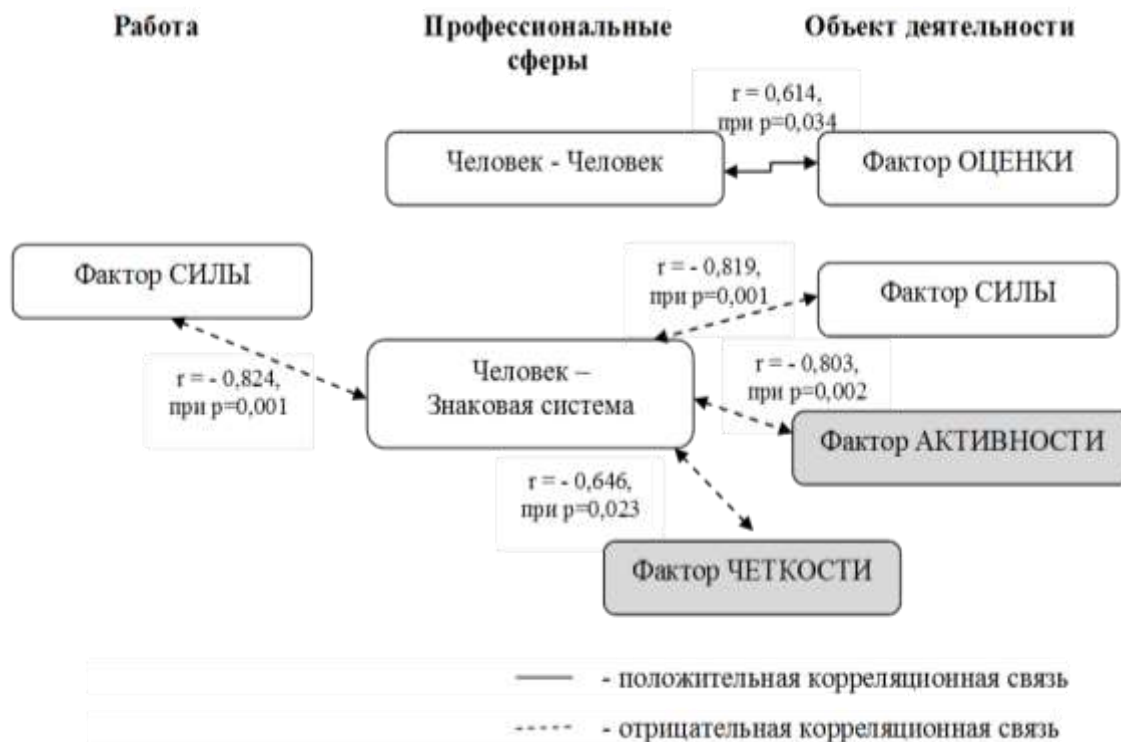 Работа
Профессиональные
сферы
Объект деятельности
r = 0,614,
при p=0,034
Человек - Человек
Фактор ОЦЕНКИ
Фактор СИЛЫ
r = - 0,819,
при p=0,001
Фактор СИЛЫ
r = - 0,824,
при p=0,001
Человек –
Знаковая система
r = - 0,803,
при p=0,002
Фактор АКТИВНОСТИ
r = - 0,646,
при p=0,023
Фактор ЧЕТКОСТИ
- положительная корреляционная связь
- отрицательная корреляционная связь